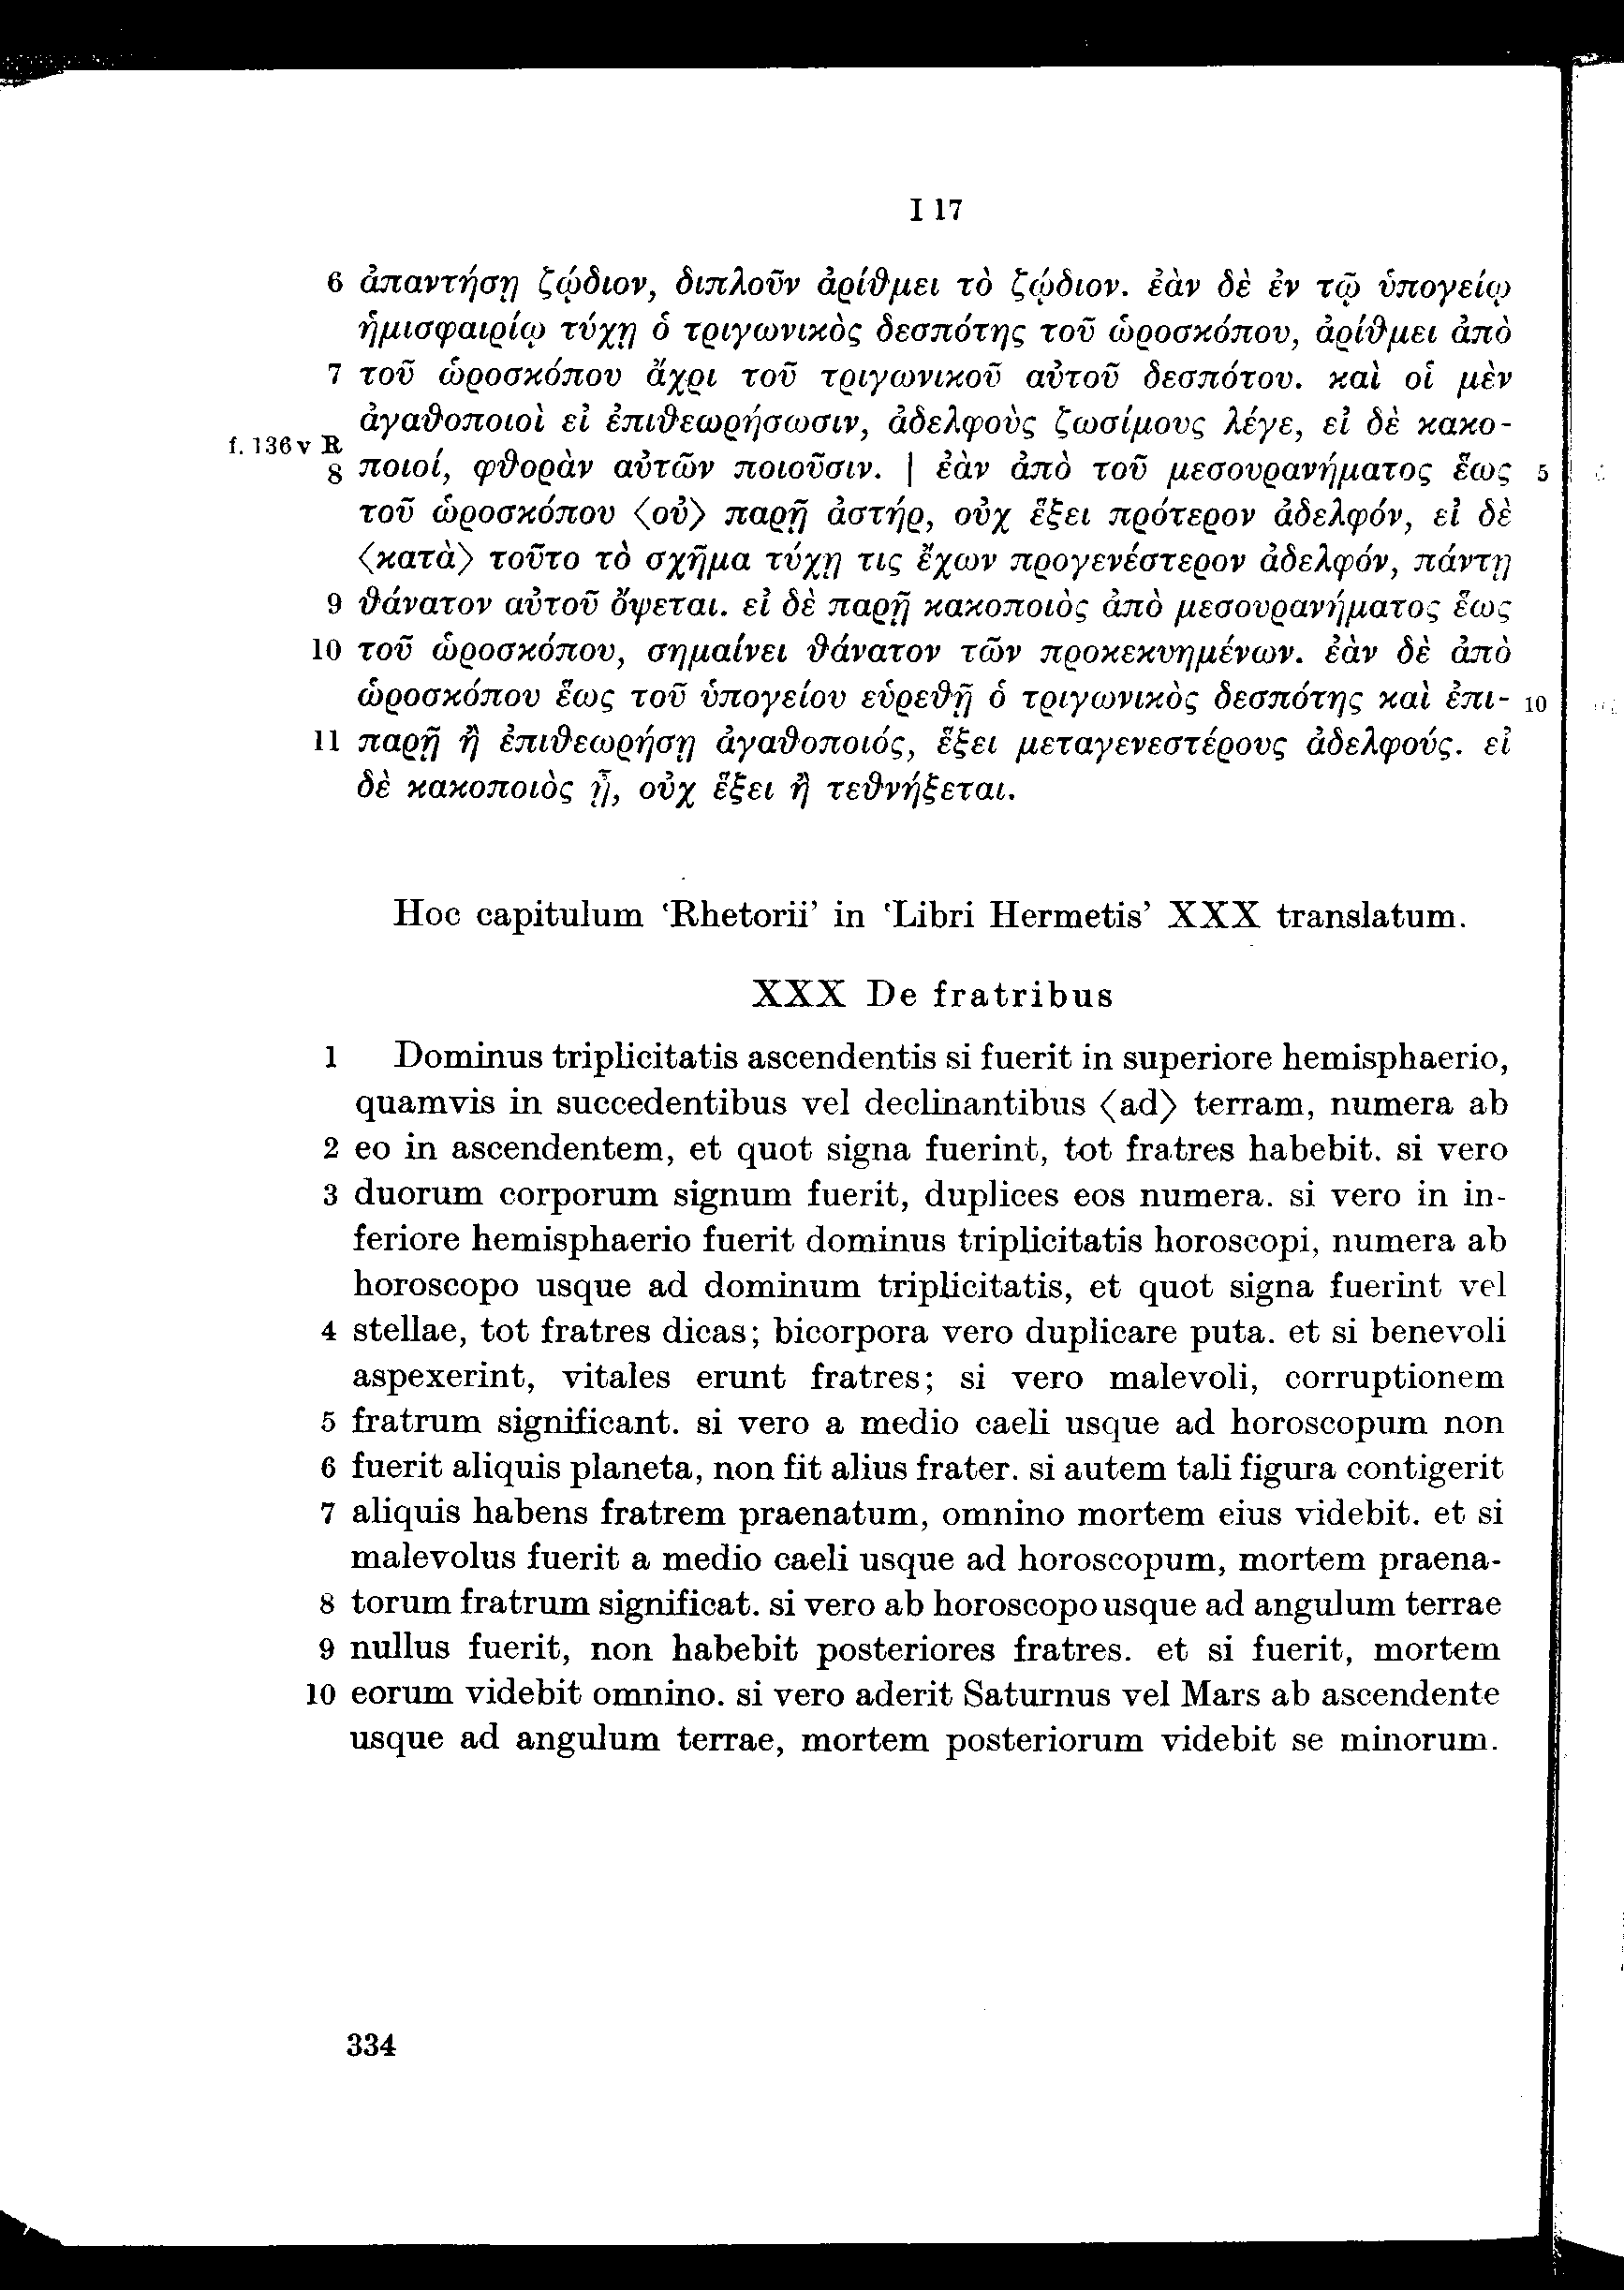 I 17
6 ἀπαντήσῃ ζῴδιον, διπλοῦν ἀρίθμει τὸ ζῴδιον. ἐὰν δὲ ἐν τῷ ὑπογείῳ
ἡμισφαιρίῳ τύχῃ ὁ τριγωνικὸς δεσπότης τοῦ ὡροσκόπου, ἀρίθμει ἀπὸ
7 τοῦ ὡροσκόπου ἄχρι τοῦ τριγωνικοῦ αὐτοῦ δεσπότου. καὶ οἱ μὲν
ἀγαθοποιοὶ εἰ ἐπιθεωρήσωσιν, ἀδελφοὺς ζωσίμους λέγε, εἰ δὲ κακο-
f. 136v R
8 ποιοί, φθορὰν αὐτῶν ποιοῦσιν. | ἐὰν ἀπὸ τοῦ μεσουρανήματος ἕως 5
τοῦ ὡροσκόπου ⟨οὐ⟩ παρῇ ἀστήρ, οὐχ ἕξει πρότερον ἀδελφόν, εἰ δὲ
⟨κατὰ⟩ τοῦτο τὸ σχῆμα τύχῃ τις ἔχων προγενέστερον ἀδελφόν, πάντῃ
9 θάνατον αὐτοῦ ὄψεται. εἰ δὲ παρῇ κακοποιὸς ἀπὸ μεσουρανήματος ἕως
10 τοῦ ὡροσκόπου, σημαίνει θάνατον τῶν προκεκυημένων. ἐὰν δὲ ἀπὸ
ὡροσκόπου ἕως τοῦ ὑπογείου εὑρεθῇ ὁ τριγωνικὸς δεσπότης καὶ ἐπι- 10
11 παρῇ ἢ ἐπιθεωρήσῃ ἀγαθοποιός, ἕξει μεταγενεστέρους ἀδελφούς. εἰ
δὲ κακοποιὸς ᾖ, οὐχ ἕξει ἢ τεθνήξεται.
Hoc capitulum ‘Rhetorii’ in ‘Libri Hermetis’ XXX translatum.
XXX De fratribus
1 Dominus triplicitatis ascendentis si fuerit in superiore hemisphaerio,
quamvis in succedentibus vel declinantibus ⟨ad⟩ terram, numera ab
2 eo in ascendentem, et quot signa fuerint, tot fratres habebit. si vero
3 duorum corporum signum fuerit, duplices eos numera. si vero in in-
feriore hemisphaerio fuerit dominus triplicitatis horoscopi, numera ab
horoscopo usque ad dominum triplicitatis, et quot signa fuerint vel
4 stellae, tot fratres dicas; bicorpora vero duplicare puta. et si benevoli
aspexerint, vitales erunt fratres; si vero malevoli, corruptionem
5 fratrum significant. si vero a medio caeli usque ad horoscopum non
6 fuerit aliquis planeta, non fit alius frater. si autem tali figura contigerit
7 aliquis habens fratrem praenatum, omnino mortem eius videbit. et si
malevolus fuerit a medio caeli usque ad horoscopum, mortem praena-
8 torum fratrum significat. si vero ab horoscopo usque ad angulum terrae
9 nullus fuerit, non habebit posteriores fratres. et si fuerit, mortem
10 eorum videbit omnino. si vero aderit Saturnus vel Mars ab ascendente
usque ad angulum terrae, mortem posteriorum videbit se minorum.
334